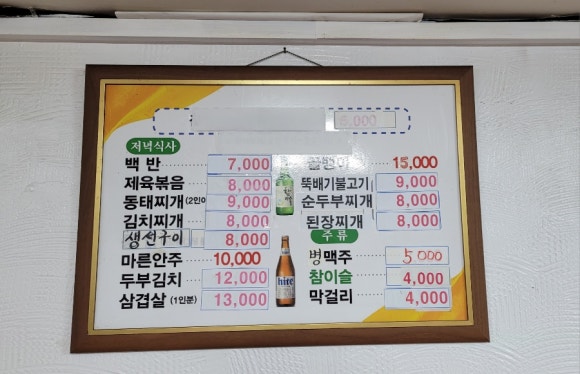 6,000
저녁식사
백 반 7,000
제육볶음 8,000
동태찌개 (2인이 9,000
김치찌개 8,000
생선구이 8,000
마른안주 10,000
두부김치 12,000
삼겹살 (1인분) 13,000
15,000
뚝배기불고기 9,000
순두부찌개 8,000
된장찌개 8,000
주 류
병맥주 5000
참이슬 4,000
막걸리 4,000
hite